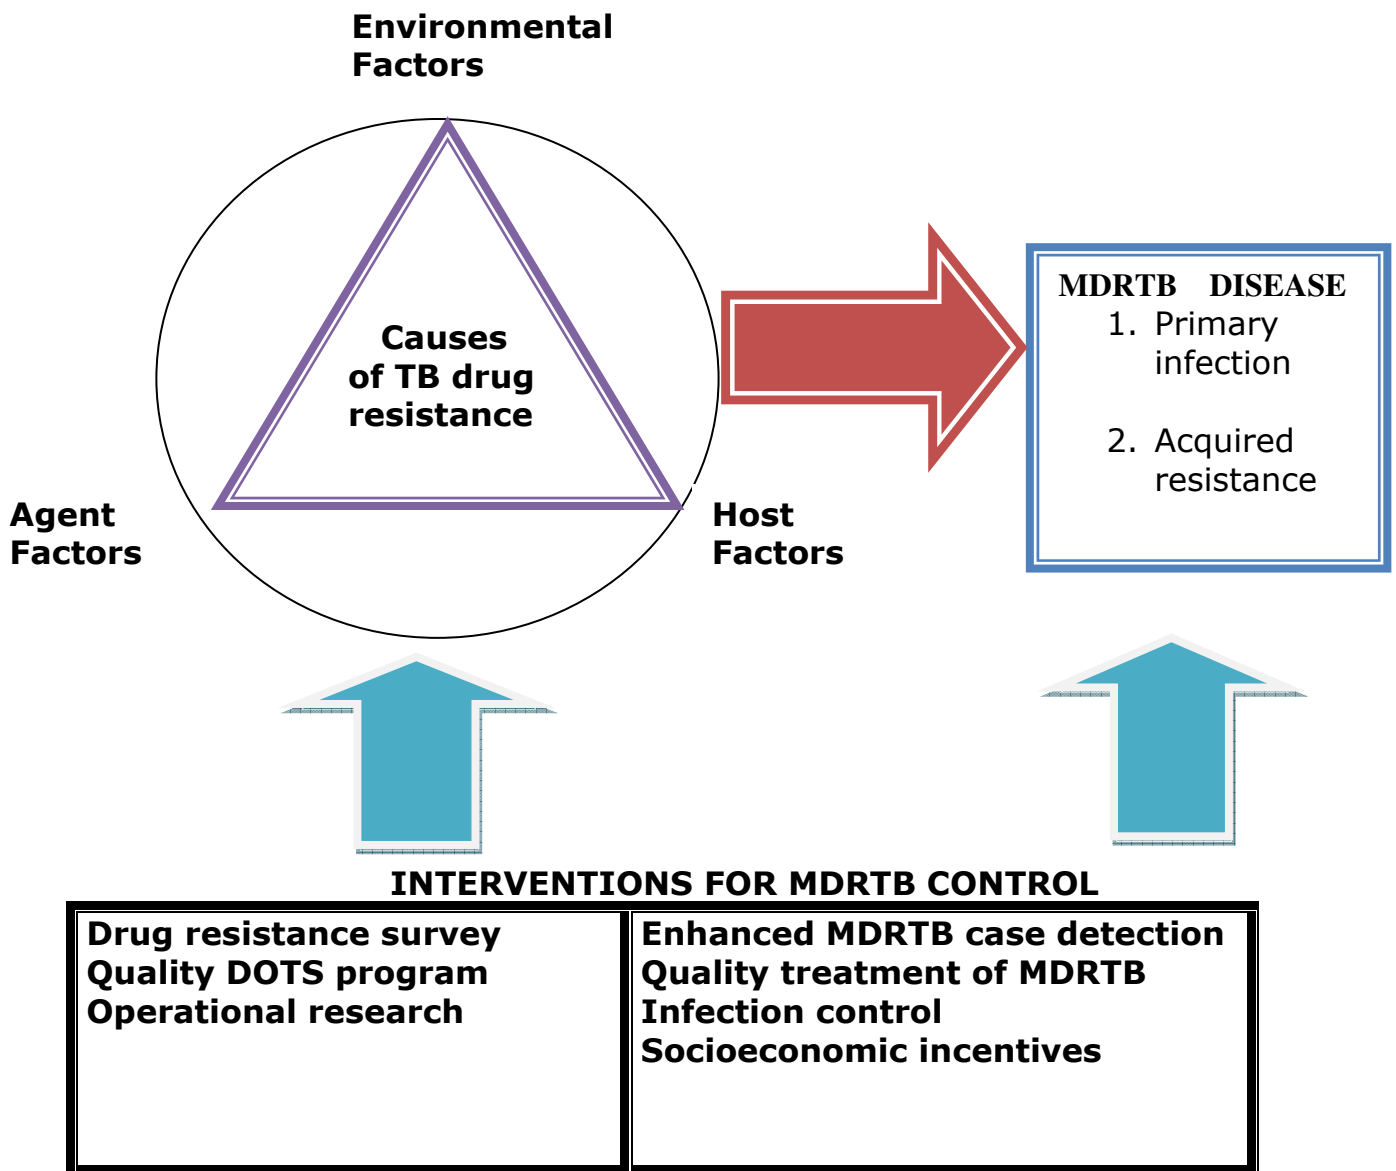 Environmental
Factors
Causes
of TB drug
resistance
Agent
Factors
Host
Factors
MDRTB DISEASE
1. Primary
infection
2. Acquired
resistance
INTERVENTIONS FOR MDRTB CONTROL
Drug resistance survey
Quality DOTS program
Operational research
Enhanced MDRTB case detection
Quality treatment of MDRTB
Infection control
Socioeconomic incentives